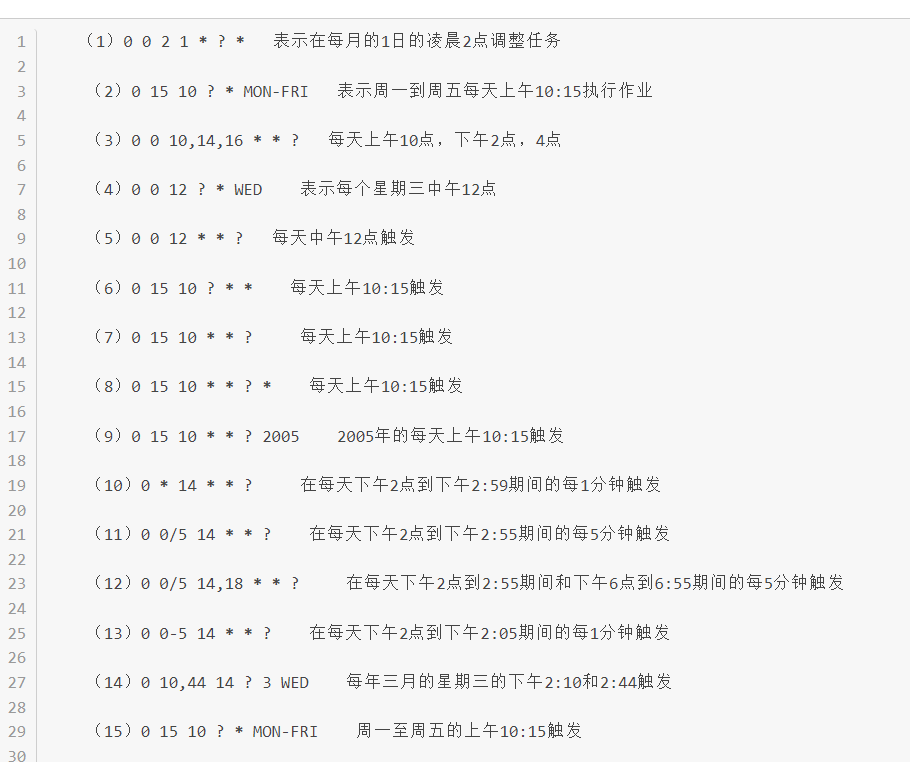 1 (1)0 0 2 1 * ? *   表示在每月的1日的凌晨2点调整任务
2
3 (2)0 15 10 ? * MON-FRI   表示周一到周五每天上午10:15执行作业
4
5 (3)0 0 10,14,16 * * ?   每天上午10点，下午2点，4点
6
7 (4)0 0 12 ? * WED    表示每个星期三中午12点
8
9 (5)0 0 12 * * ?   每天中午12点触发
10
11 (6)0 15 10 ? * *    每天上午10:15触发
12
13 (7)0 15 10 * * ?     每天上午10:15触发
14
15 (8)0 15 10 * * ? *    每天上午10:15触发
16
17 (9)0 15 10 * * ? 2005    2005年的每天上午10:15触发
18
19 (10)0 * 14 * * ?     在每天下午2点到下午2:59期间的每1分钟触发
20
21 (11)0 0/5 14 * * ?    在每天下午2点到下午2:55期间的每5分钟触发
22
23 (12)0 0/5 14,18 * * ?     在每天下午2点到2:55期间和下午6点到6:55期间的每5分钟触发
24
25 (13)0 0-5 14 * * ?    在每天下午2点到下午2:05期间的每1分钟触发
26
27 (14)0 10,44 14 ? 3 WED    每年三月的星期三的下午2:10和2:44触发
28
29 (15)0 15 10 ? * MON-FRI    周一至周五的上午10:15触发
30